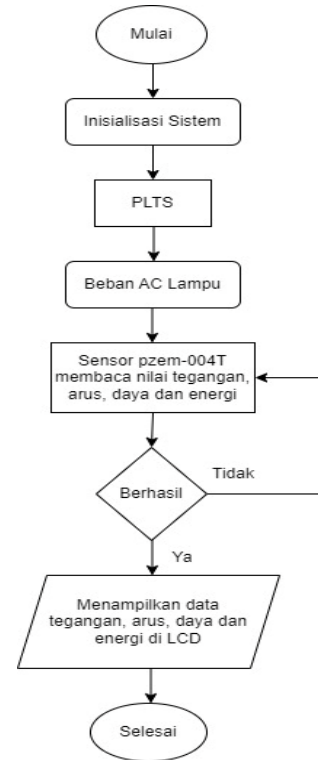 Mulai
Inisialisasi Sistem
PLTS
Beban AC Lampu
Sensor pzem-004T
membaca nilai tegangan,
arus, daya dan energi
Berhasil
Tidak
Ya
Menampilkan data
tegangan, arus, daya dan
energi di LCD
Selesai